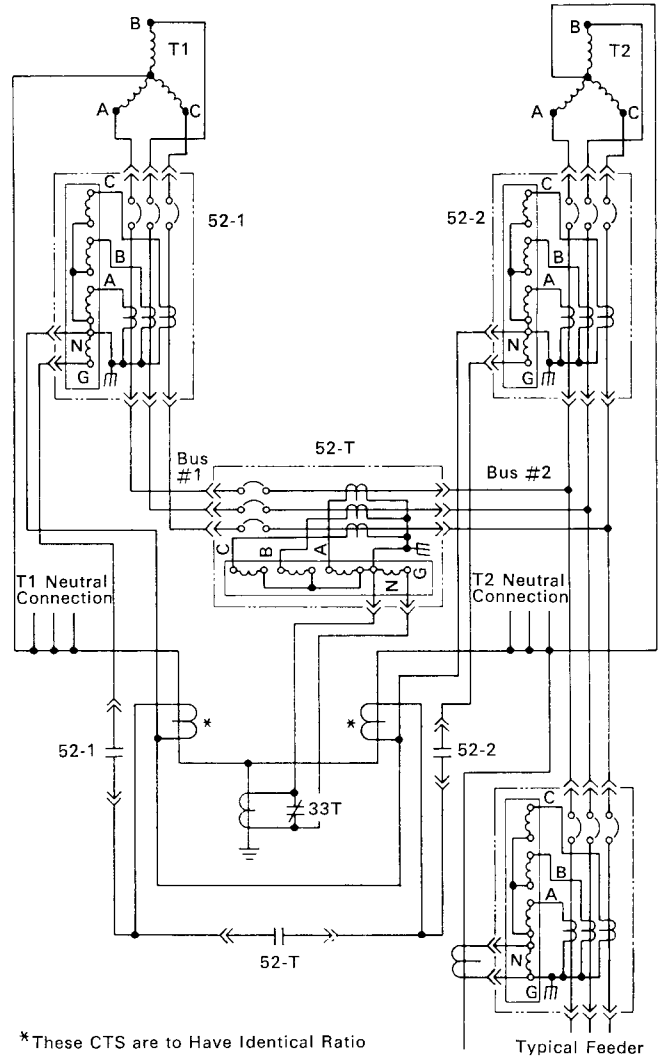 B
T1
A
C
B
T2
A
C
C
52-1
B
A
N
G
52-2
C
B
A
N
G
52-T
Bus
#1
Bus #2
C
B
A
N
G
T1 Neutral
Connection
T2 Neutral
Connection
*
*
52-1
52-2
33T
52-T
C
B
A
N
G
*These CTS are to Have Identical Ratio
Typical Feeder